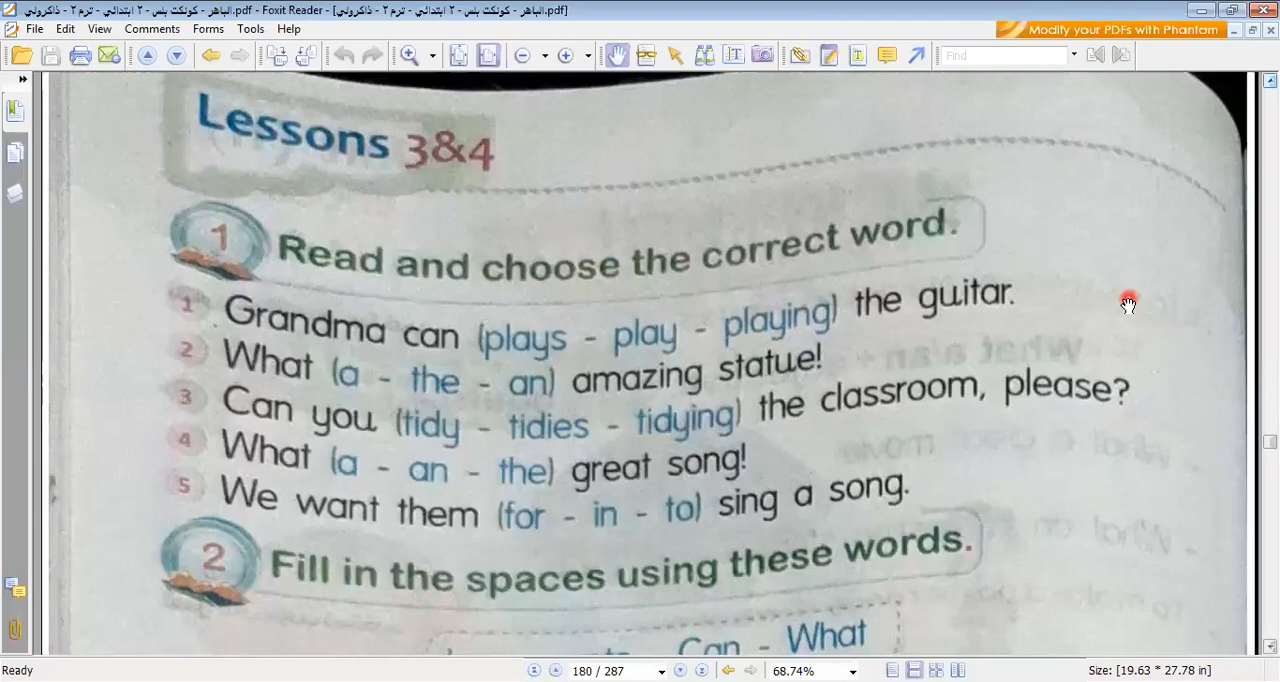 الباهر - كونكت بلس - ٢ ابتدائي - ترم ٢ - ذاكرولي.pdf - Foxit Reader - [الباهر - كونكت بلس - ٢ ابتدائي - ترم ٢ - ذاكرولي.pdf]
File Edit View Comments Forms Tools Help
Modify your PDFs with Phantom
Find
Lessons 3&4
1 Read and choose the correct word.
1 Grandma can (plays - play - playing) the guitar.
2 What (a - the - an) amazing statue!
3 Can you (tidy - tidies - tidying) the classroom, please?
4 What (a - an - the) great song!
5 We want them (for - in - to) sing a song.
2 Fill in the spaces using these words.
Can - What
Ready
180 / 287
68.74%
Size: [19.63 * 27.78 in]